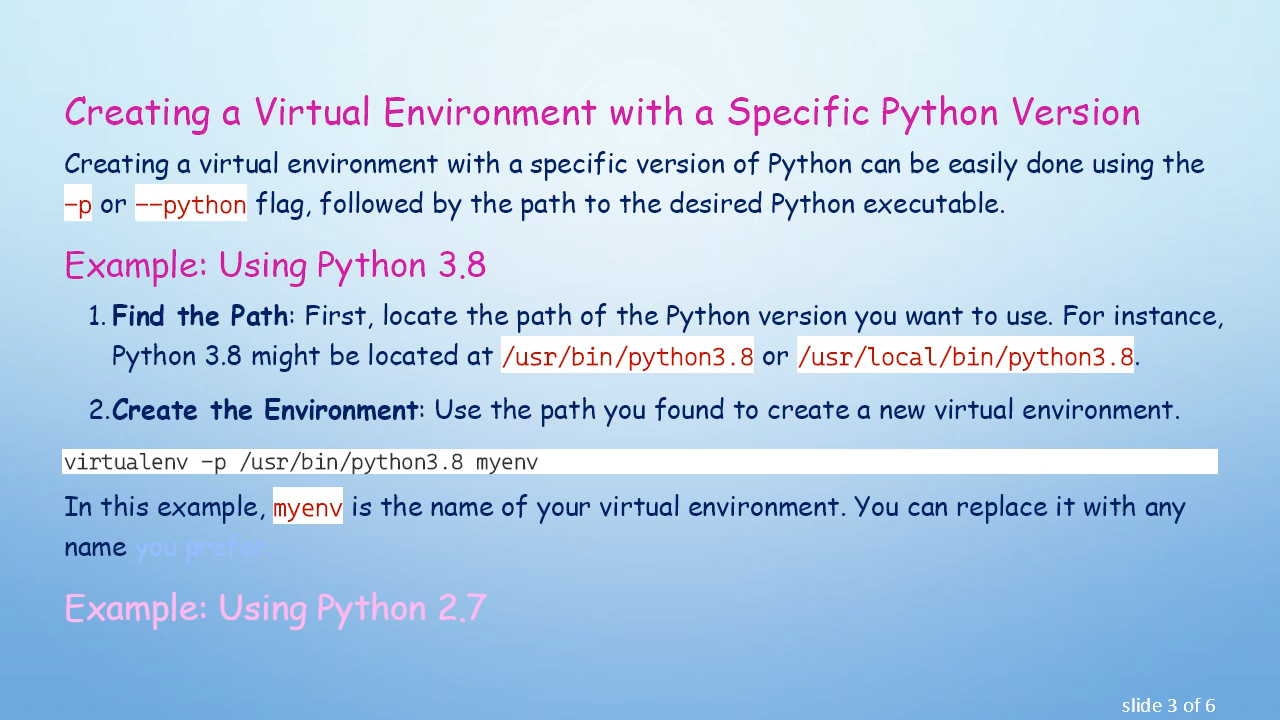 Creating a Virtual Environment with a Specific Python Version
Creating a virtual environment with a specific version of Python can be easily done using the
-p or --python flag, followed by the path to the desired Python executable.
Example: Using Python 3.8
1. Find the Path: First, locate the path of the Python version you want to use. For instance,
Python 3.8 might be located at /usr/bin/python3.8 or /usr/local/bin/python3.8.
2. Create the Environment: Use the path you found to create a new virtual environment.
virtualenv -p /usr/bin/python3.8 myenv
In this example, myenv is the name of your virtual environment. You can replace it with any
name you prefer
Example: Using Python 2.7
slide 3 of 6